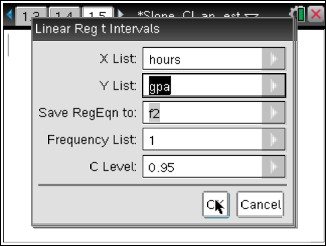 1.3 1.4 1.5 *Slope_CI_an_est
Linear Reg t Intervals
X List: hours
Y List: gpa
Save RegEqn to: f2
Frequency List: 1
C Level: 0.95
OK Cancel